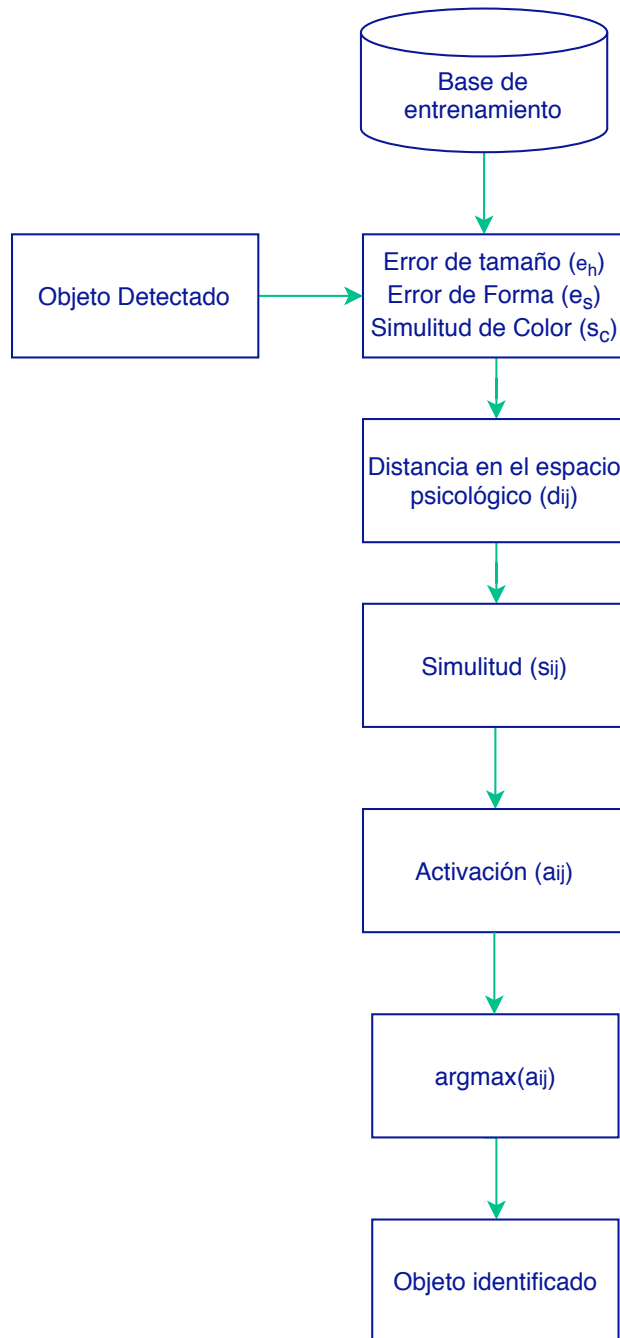 Base de
entrenamiento
Objeto Detectado
Error de tamaño (eh)
Error de Forma (es)
Simulitud de Color (sc)
Distancia en el espacio
psicológico (dij)
Simulitud (sij)
Activación (aij)
argmax(aij)
Objeto identificado